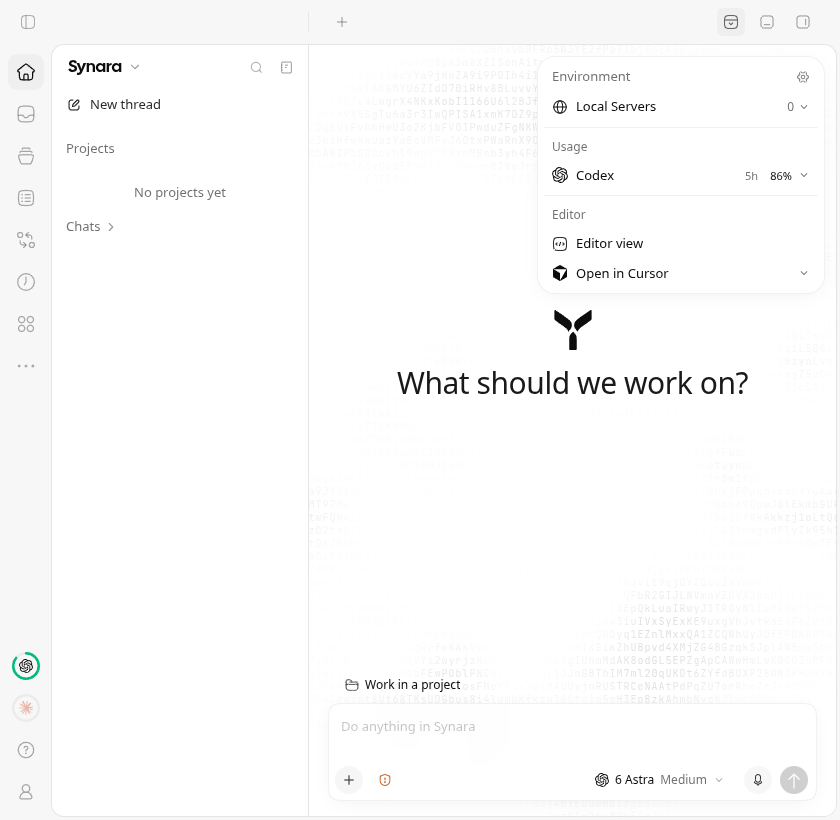 Synara
New thread
Projects
No projects yet
Chats
Environment
Local Servers 0
Usage
Codex 5h 86%
Editor
Editor view
Open in Cursor
What should we work on?
Work in a project
Do anything in Synara
6 Astra Medium